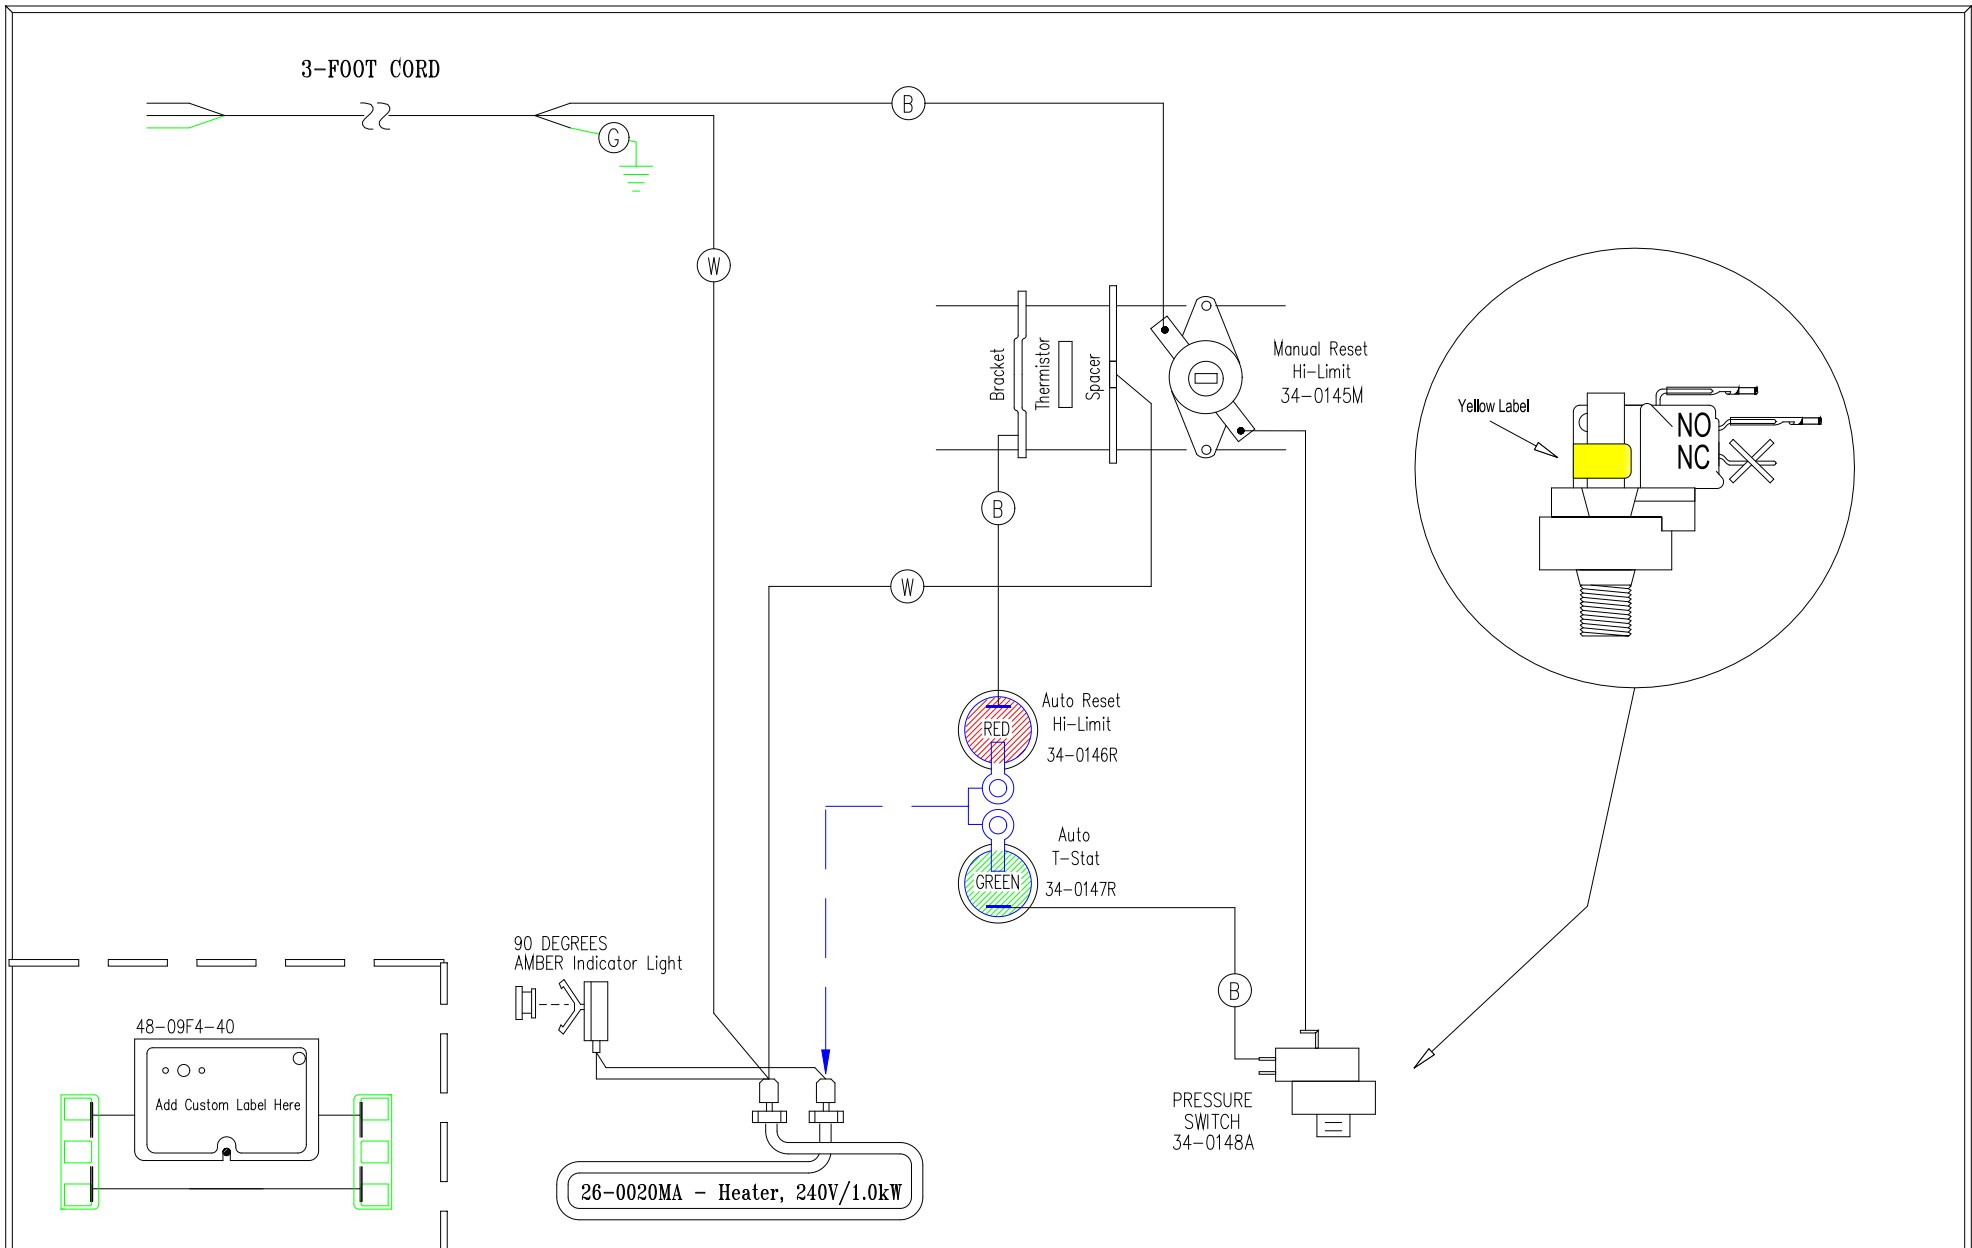 3-FOOT CORD
B
G
W
Bracket
Thermistor
Spacer
Manual Reset
Hi-Limit
34-0145M
Yellow Label
NO
NC
B
W
RED
Auto Reset
Hi-Limit
34-0146R
Auto
T-Stat
34-0147R
GREEN
90 DEGREES
AMBER Indicator Light
B
48-09F4-40
Add Custom Label Here
PRESSURE
SWITCH
34-0148A
26-0020MA - Heater, 240V/1.0kW